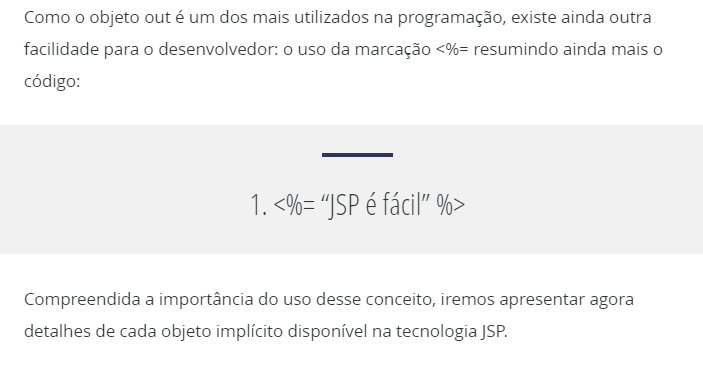 Como o objeto out é um dos mais utilizados na programação, existe ainda outra
facilidade para o desenvolvedor: o uso da marcação <%= resumindo ainda mais o
código:
1. <%= “JSP é fácil” %>
Compreendida a importância do uso desse conceito, iremos apresentar agora
detalhes de cada objeto implícito disponível na tecnologia JSP.